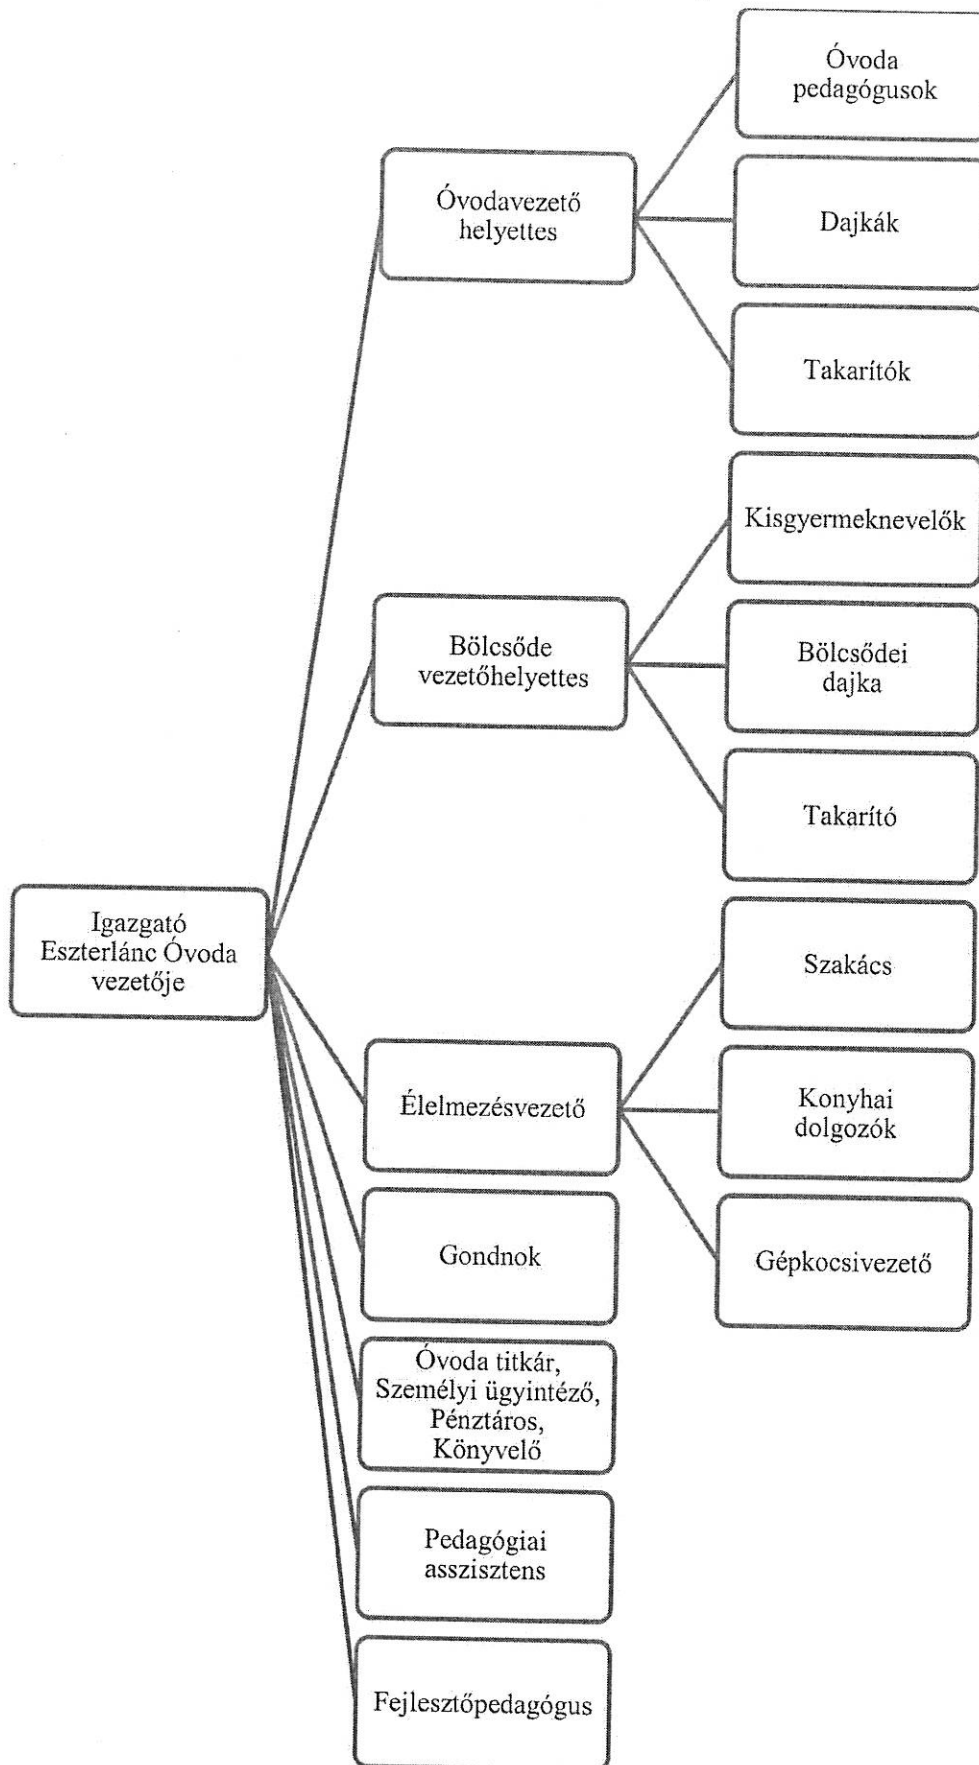 Óvoda
pedagógusok
Óvodavezető
helyettes
Dajkák
Takarítók
Kisgyermeknevelők
Bölcsőde
vezetőhelyettes
Bölcsődei
dajka
Takarító
Igazgató
Eszterlánc Óvoda
vezetője
Szakács
Élelmezésvezető
Konyhai
dolgozók
Gondnok
Gépkocsivezető
Óvoda titkár,
Személyi ügyintéző,
Pénztáros,
Könyvelő
Pedagógiai
asszisztens
Fejlesztőpedagógus